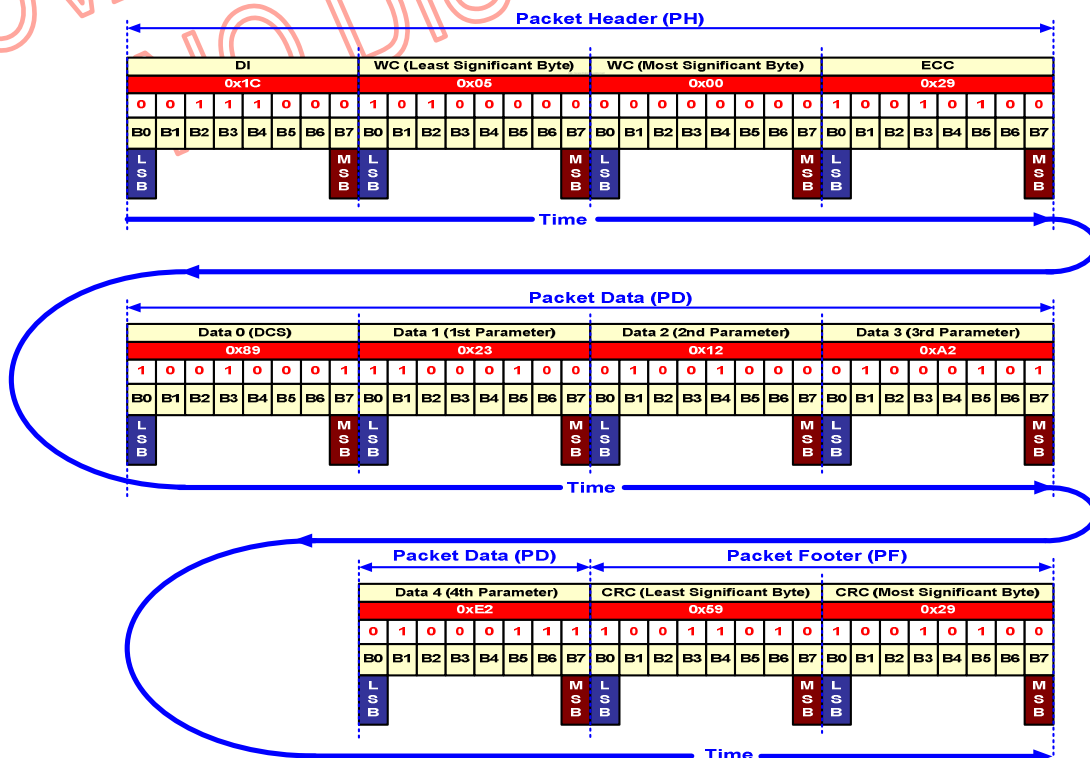 Packet Header (PH)
DI WC (Least Significant Byte) WC (Most Significant Byte) ECC
0x1C 0x05 0x00 0x29
0 0 1 1 1 0 0 0 1 0 1 0 0 0 0 0 0 0 0 0 0 0 0 0 1 0 0 1 0 1 0 0
B0 B1 B2 B3 B4 B5 B6 B7 B0 B1 B2 B3 B4 B5 B6 B7 B0 B1 B2 B3 B4 B5 B6 B7 B0 B1 B2 B3 B4 B5 B6 B7
LSB MSB LSB MSB LSB MSB LSB MSB
Time
Packet Data (PD)
Data 0 (DCS) Data 1 (1st Parameter) Data 2 (2nd Parameter) Data 3 (3rd Parameter)
0x89 0x23 0x12 0xA2
1 0 0 1 0 0 0 1 1 1 0 0 0 1 0 0 0 1 0 0 1 0 0 0 0 1 0 0 0 1 0 1
B0 B1 B2 B3 B4 B5 B6 B7 B0 B1 B2 B3 B4 B5 B6 B7 B0 B1 B2 B3 B4 B5 B6 B7 B0 B1 B2 B3 B4 B5 B6 B7
LSB MSB LSB MSB LSB MSB LSB MSB
Time
Packet Data (PD) Packet Footer (PF)
Data 4 (4th Parameter) CRC (Least Significant Byte) CRC (Most Significant Byte)
0xE2 0x59 0x29
0 1 0 0 0 1 1 1 1 0 0 1 1 0 1 0 1 0 0 1 0 1 0 0
B0 B1 B2 B3 B4 B5 B6 B7 B0 B1 B2 B3 B4 B5 B6 B7 B0 B1 B2 B3 B4 B5 B6 B7
LSB MSB LSB MSB LSB MSB
Time